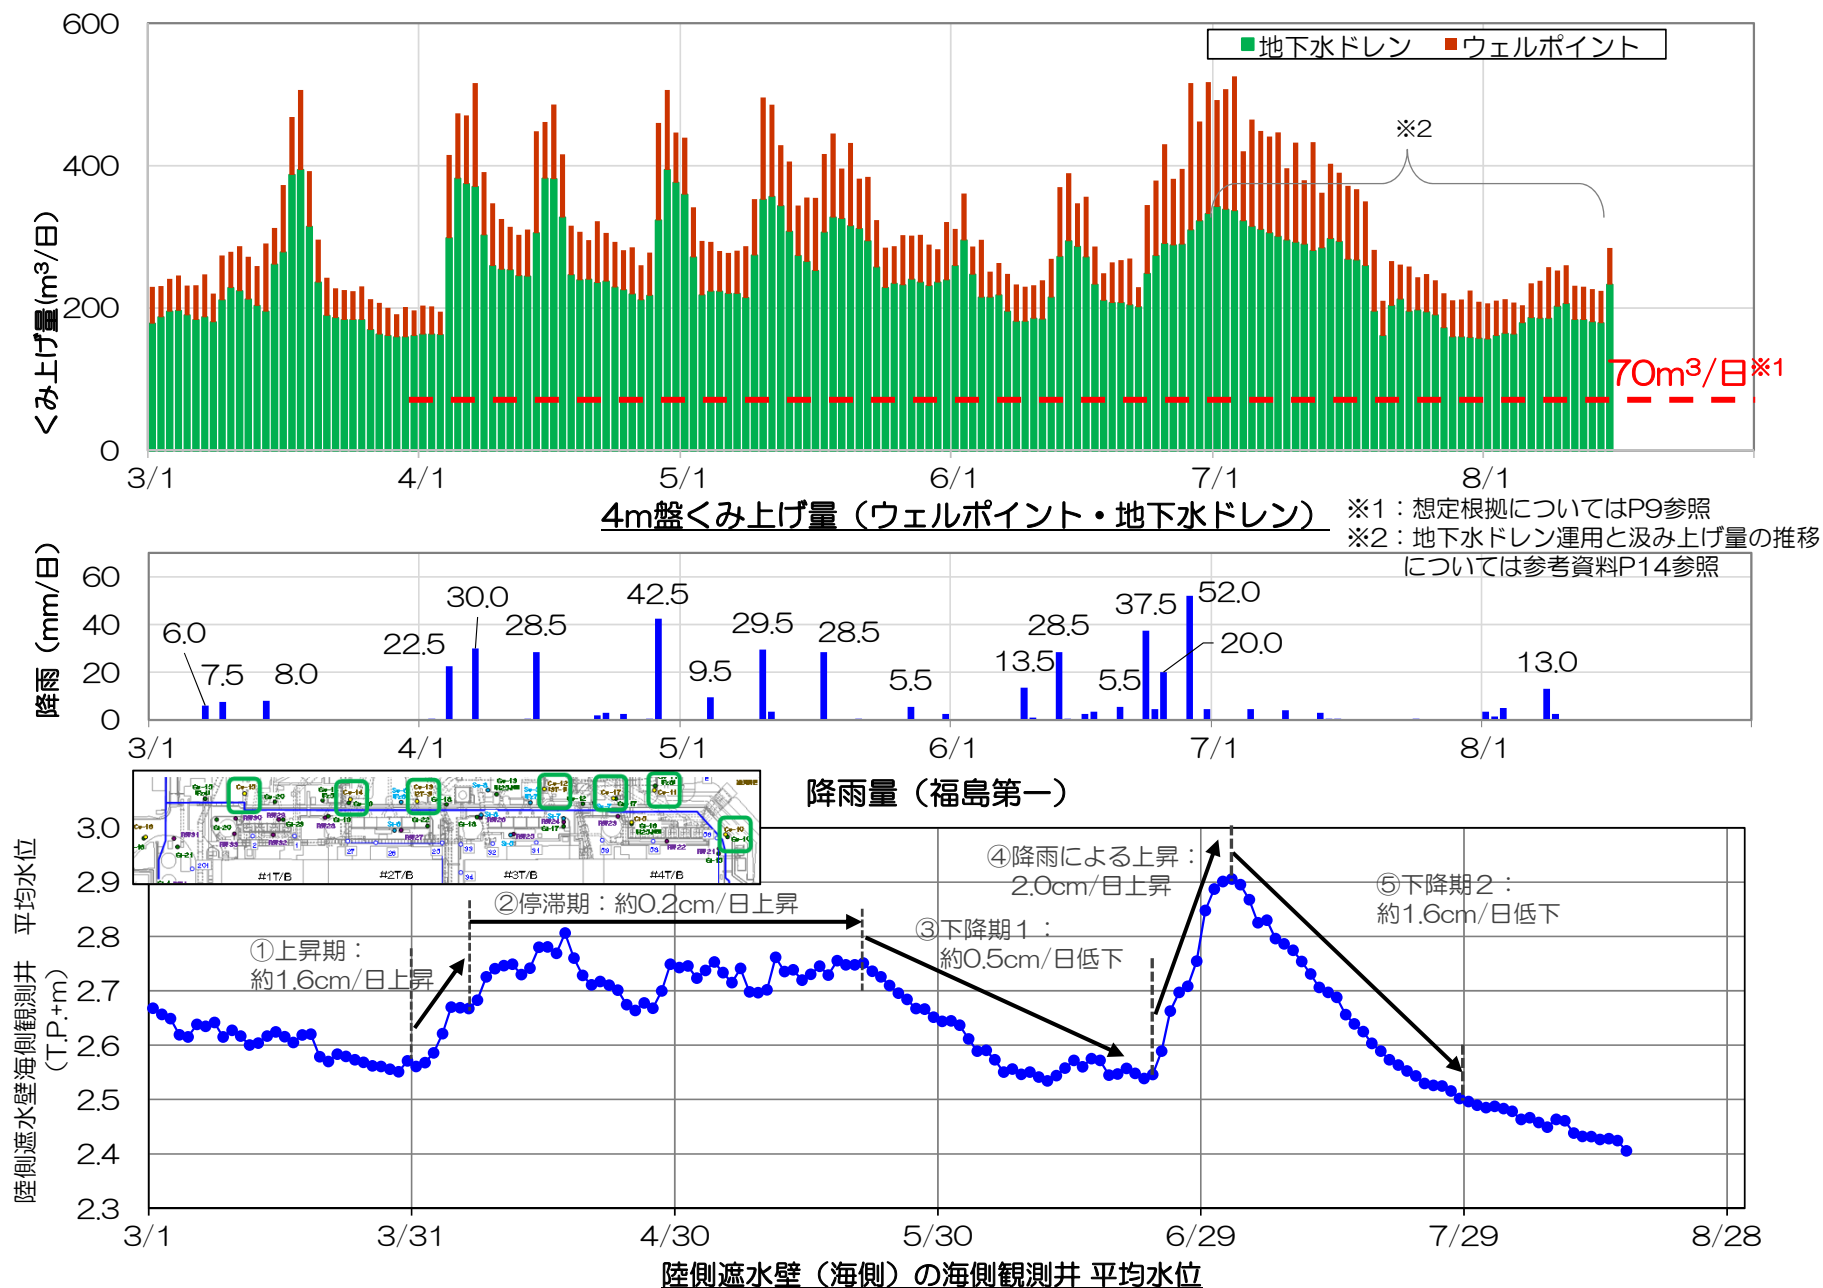 600
地下水ドレン ウェルポイント
※2
400
くみ上げ量(m³/日)
200
70m³/日※1
0
3/1 4/1 5/1 6/1 7/1 8/1
4m盤くみ上げ量（ウェルポイント・地下水ドレン）
※1：想定根拠についてはP9参照
※2：地下水ドレン運用と汲み上げ量の推移
については参考資料P14参照
降雨（mm/日）
60
40
20
0
6.0 7.5 8.0 22.5 30.0 28.5 42.5 9.5 29.5 28.5 5.5 13.5 28.5 5.5 37.5 52.0 20.0 13.0
3/1 4/1 5/1 6/1 7/1 8/1
降雨量（福島第一）
#1T/B #2T/B #3T/B #4T/B
陸側遮水壁海側観測井 平均水位
（T.P.+m）
3.0
2.9
2.8
2.7
2.6
2.5
2.4
2.3
①上昇期：
約1.6cm/日上昇
②停滞期：約0.2cm/日上昇
③下降期１：
約0.5cm/日低下
④降雨による上昇：
2.0cm/日上昇
⑤下降期２：
約1.6cm/日低下
3/1 3/31 4/30 5/30 6/29 7/29 8/28
陸側遮水壁（海側）の海側観測井 平均水位